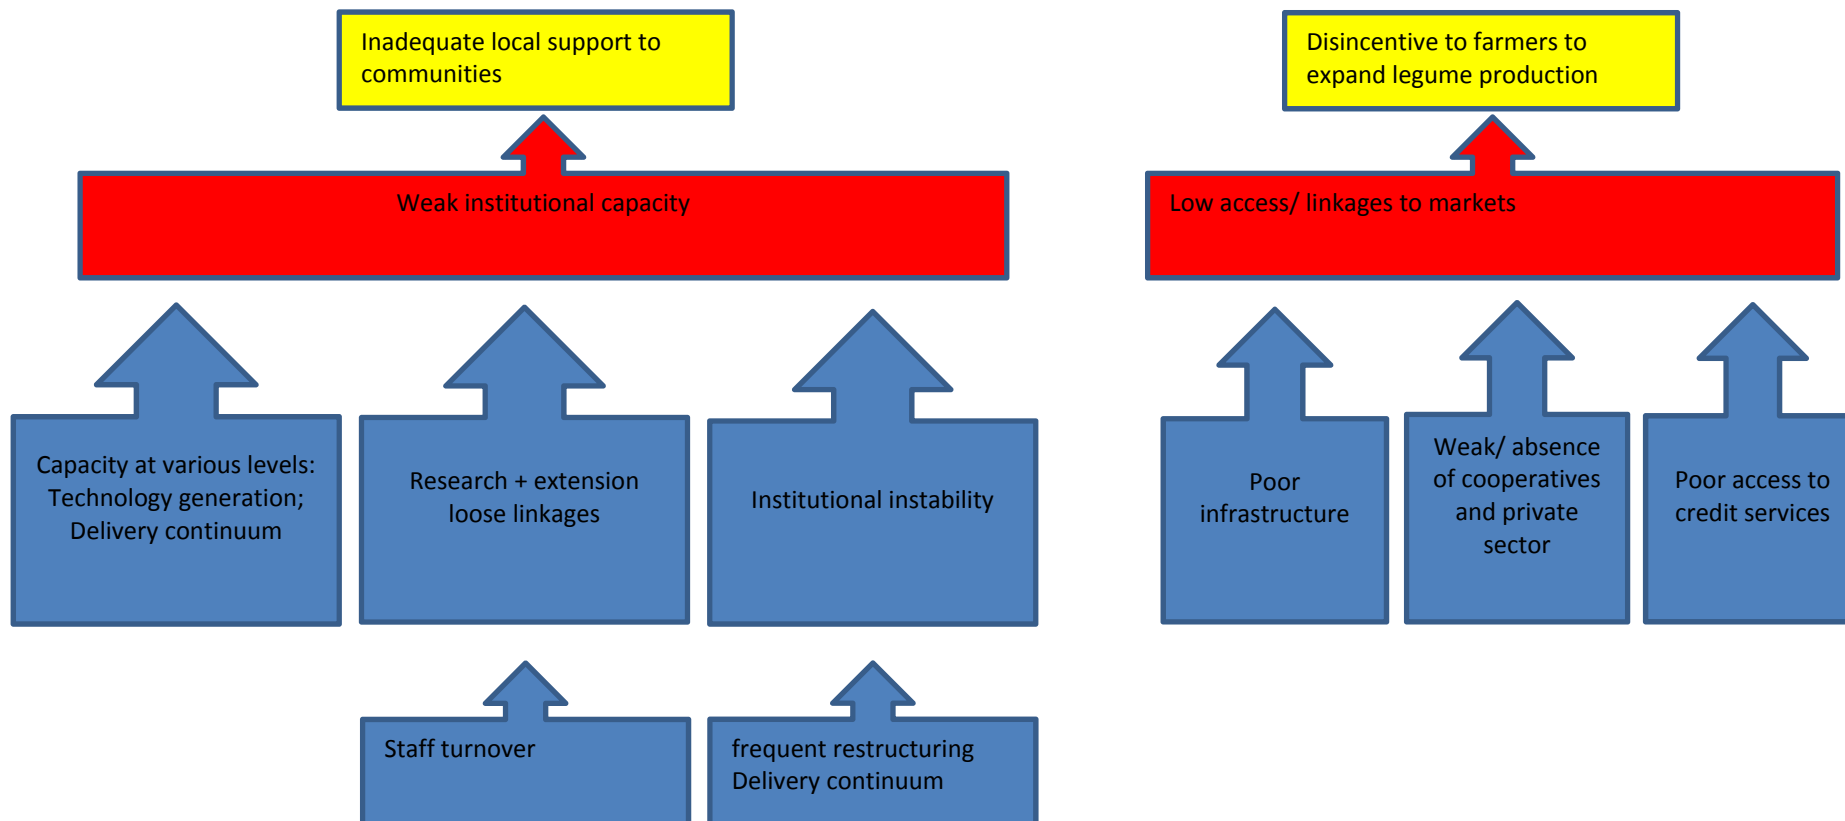 Inadequate local support to
communities
Disincentive to farmers to
expand legume production
Weak institutional capacity
Low access/ linkages to markets
Capacity at various levels:
Technology generation;
Delivery continuum
Research + extension
loose linkages
Institutional instability
Poor
infrastructure
Weak/ absence
of cooperatives
and private
sector
Poor access to
credit services
Staff turnover
frequent restructuring
Delivery continuum